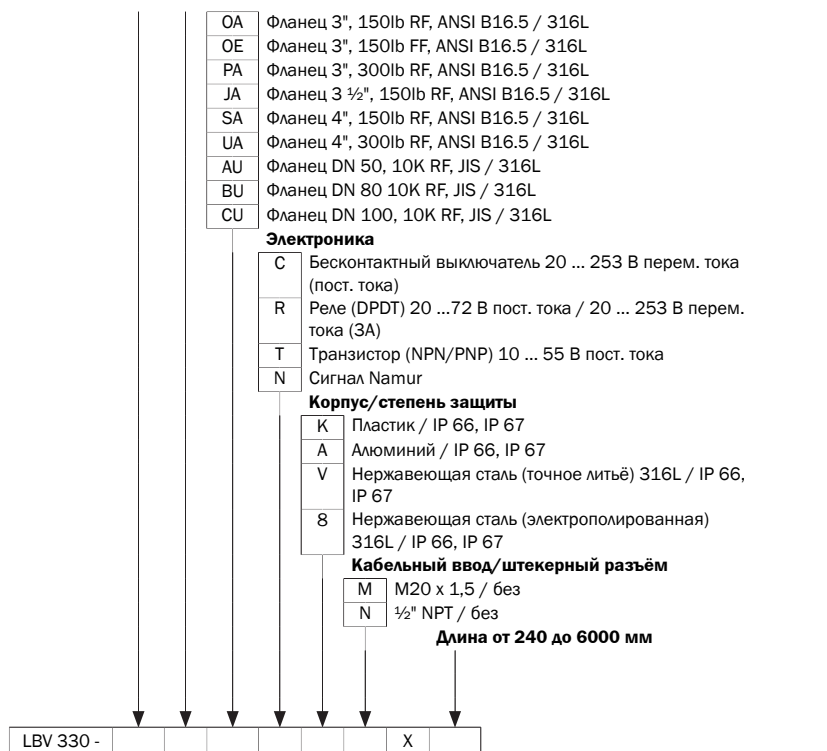 OA Фланец 3", 150lb RF, ANSI B16.5 / 316L
OE Фланец 3", 150lb FF, ANSI B16.5 / 316L
PA Фланец 3", 300lb RF, ANSI B16.5 / 316L
JA Фланец 3 ½", 150lb RF, ANSI B16.5 / 316L
SA Фланец 4", 150lb RF, ANSI B16.5 / 316L
UA Фланец 4", 300lb RF, ANSI B16.5 / 316L
AU Фланец DN 50, 10K RF, JIS / 316L
BU Фланец DN 80 10K RF, JIS / 316L
CU Фланец DN 100, 10K RF, JIS / 316L
Электроника
C Бесконтактный выключатель 20 ... 253 В перем. тока
(пост. тока)
R Реле (DPDT) 20 ...72 В пост. тока / 20 ... 253 В перем.
тока (3A)
T Транзистор (NPN/PNP) 10 ... 55 В пост. тока
N Сигнал Namur
Корпус/степень защиты
K Пластик / IP 66, IP 67
A Алюминий / IP 66, IP 67
V Нержавеющая сталь (точное литьё) 316L / IP 66,
IP 67
8 Нержавеющая сталь (электрополированная)
316L / IP 66, IP 67
Кабельный ввод/штекерный разъём
M M20 x 1,5 / без
N ½" NPT / без
Длина от 240 до 6000 мм
LBV 330 - X